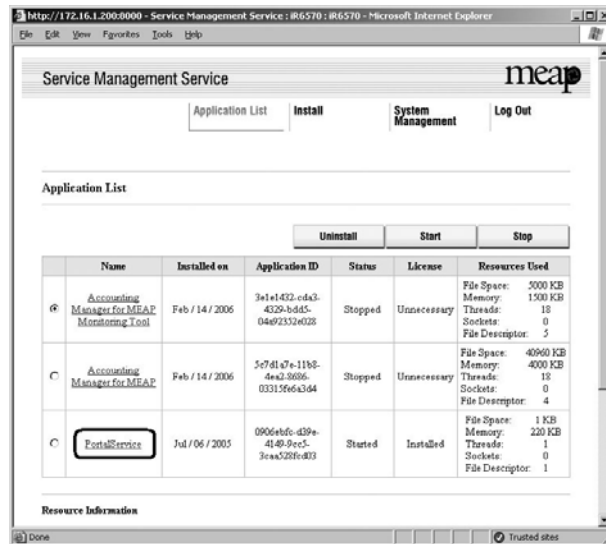 http://172.16.1.200:0000 - Service Management Service : iR6570 : iR6570 - Microsoft Internet Explorer
File Edit View Favorites Tools Help
Service Management Service
meap
Application List Install System Management Log Out
Application List
Uninstall Start Stop
Name Installed on Application ID Status License Resources Used
Accounting Manager for MEAP Monitoring Tool Feb / 14 / 2006 3e1e1432-cda3-4329-bdd5-04a92352e028 Stopped Unnecessary
File Space: 5000 KB
Memory: 1500 KB
Threads: 18
Sockets: 0
File Descriptor: 5
Accounting Manager for MEAP Feb / 14 / 2006 5c7d1a7e-11b8-4ea2-8686-03315fe6a3d4 Stopped Unnecessary
File Space: 40960 KB
Memory: 4000 KB
Threads: 18
Sockets: 0
File Descriptor: 4
PortalService Jul / 06 / 2005 0906ebfc-d39e-4149-9cc5-3caa528fcd03 Started Installed
File Space: 1 KB
Memory: 220 KB
Threads: 1
Sockets: 0
File Descriptor: 1
Resource Information
Done Trusted sites